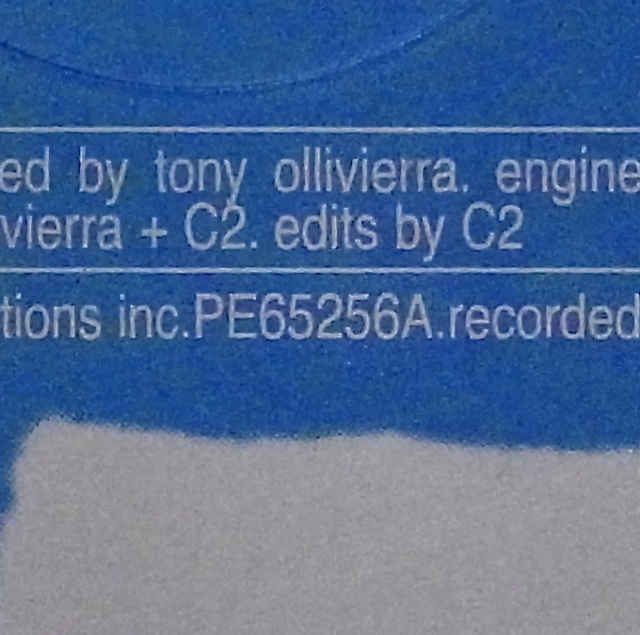 ed by tony ollivierra. engine
vierra + C2. edits by C2
tions inc.PE65256A.recorded